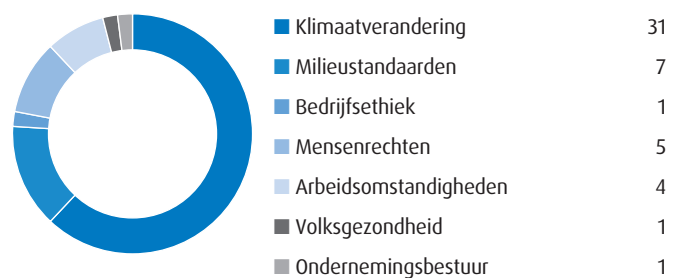 Klimaatverandering 31
Milieustandaarden 7
Bedrijfsethiek 1
Mensenrechten 5
Arbeidsomstandigheden 4
Volksgezondheid 1
Ondernemingsbestuur 1